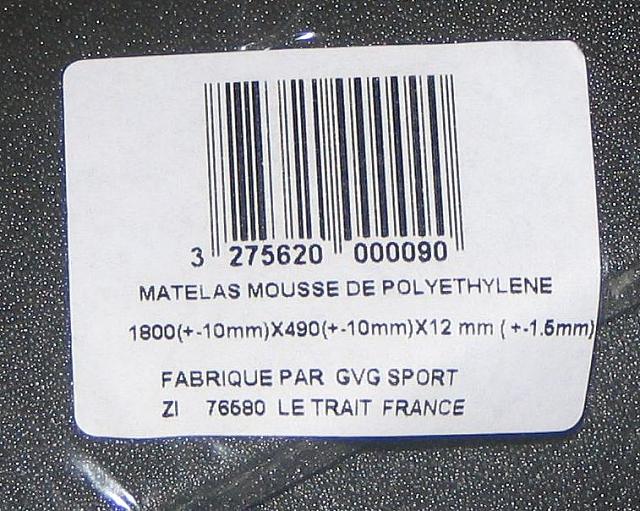 3 275620 000090
MATELAS MOUSSE DE POLYETHYLENE
1800(+-10mm)X490(+-10mm)X12 mm (+-1.5mm)
FABRIQUE PAR GVG SPORT
ZI 76580 LE TRAIT FRANCE